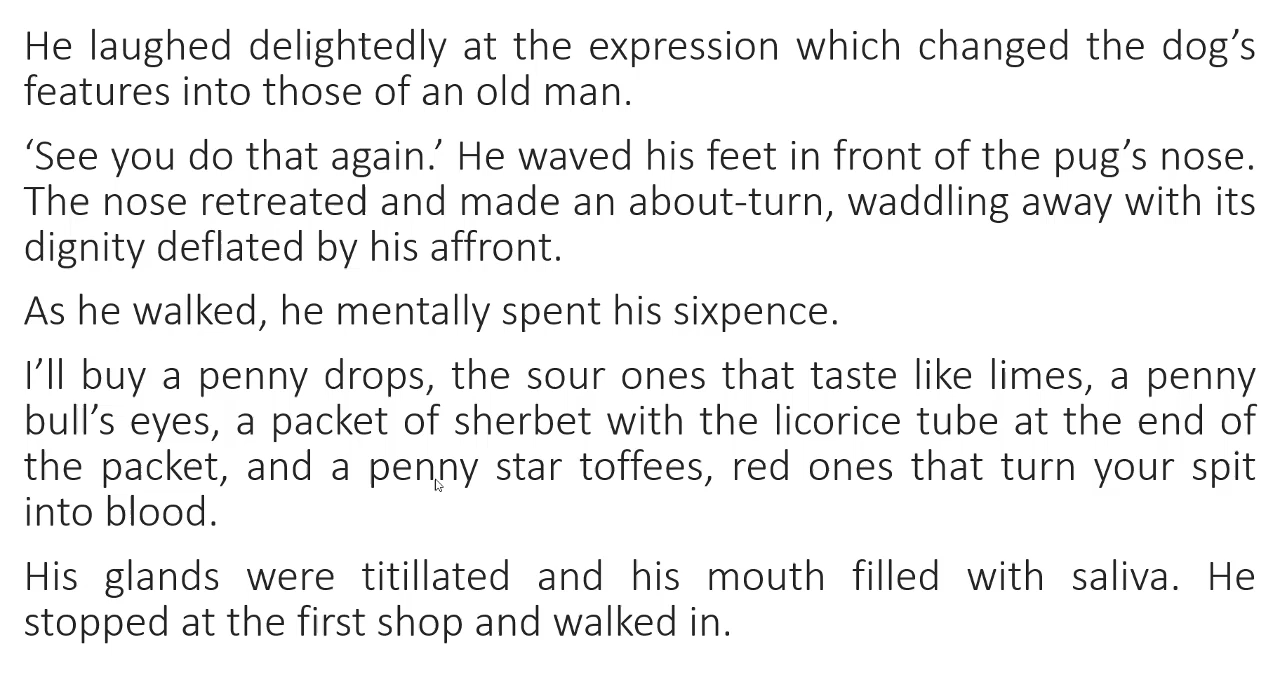 He laughed delightedly at the expression which changed the dog’s
features into those of an old man.
‘See you do that again.’ He waved his feet in front of the pug’s nose.
The nose retreated and made an about-turn, waddling away with its
dignity deflated by his affront.
As he walked, he mentally spent his sixpence.
I’ll buy a penny drops, the sour ones that taste like limes, a penny
bull’s eyes, a packet of sherbet with the licorice tube at the end of
the packet, and a penny star toffees, red ones that turn your spit
into blood.
His glands were titillated and his mouth filled with saliva. He
stopped at the first shop and walked in.